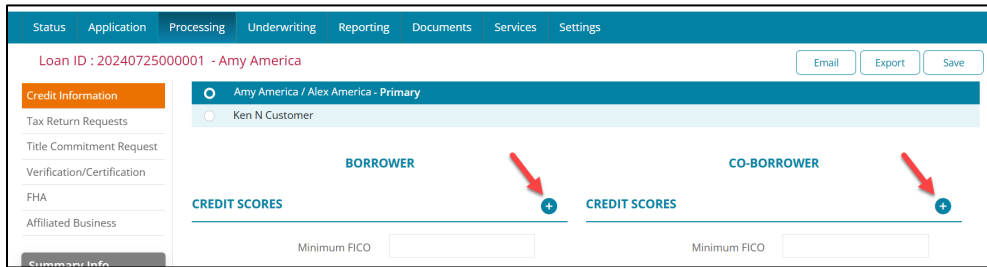 Status Application Processing Underwriting Reporting Documents Services Settings
Loan ID : 20240725000001 - Amy America
Email Export Save
Credit Information
Tax Return Requests
Title Commitment Request
Verification/Certification
FHA
Affiliated Business
Summary Info
Amy America / Alex America - Primary
Ken N Customer
BORROWER
CREDIT SCORES
Minimum FICO
CO-BORROWER
CREDIT SCORES
Minimum FICO